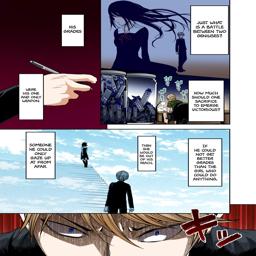 JUST WHAT
IS A BATTLE
BETWEEN TWO
GENIUSES?
HIS
GRADES
HOW MUCH
SHOULD ONE
SACRIFICE
TO EMERGE
VICTORIOUS?
WERE
HIS ONE
AND ONLY
WEAPON.
IF HE
COULD NOT
GET BETTER
GRADES
THAN THE
GIRL WHO
COULD DO
ANYTHING,
THEN SHE
WOULD BE
OUT OF
HIS REACH.
SOMEONE HE
COULD ONLY
GAZE UP
AT FROM
AFAR.